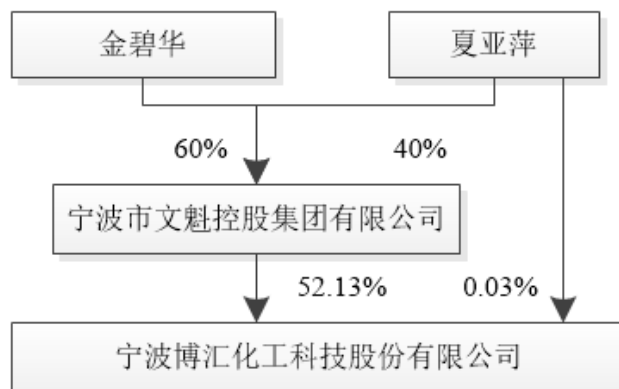 金碧华
夏亚萍
60%
40%
宁波市文魁控股集团有限公司
52.13%
0.03%
宁波博汇化工科技股份有限公司